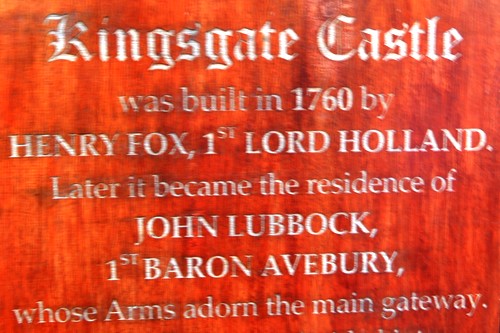 Kingsgate Castle
was built in 1760 by
HENRY FOX, 1ST LORD HOLLAND.
Later it became the residence of
JOHN LUBBOCK,
1ST BARON AVEBURY,
whose Arms adorn the main gateway.